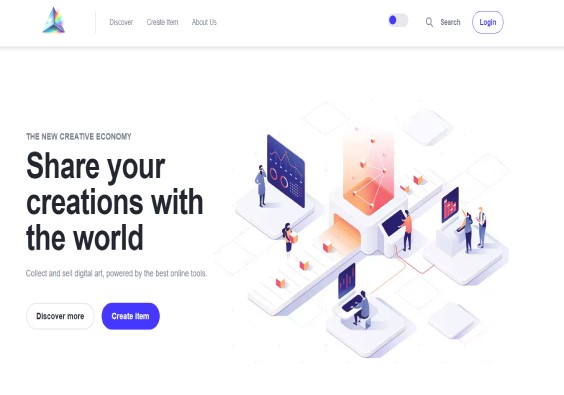 Discover
Create Item
About Us
Search
Login
THE NEW CREATIVE ECONOMY
Share your
creations with
the world
Collect and sell digital art, powered by the best online tools.
Discover more
Create item